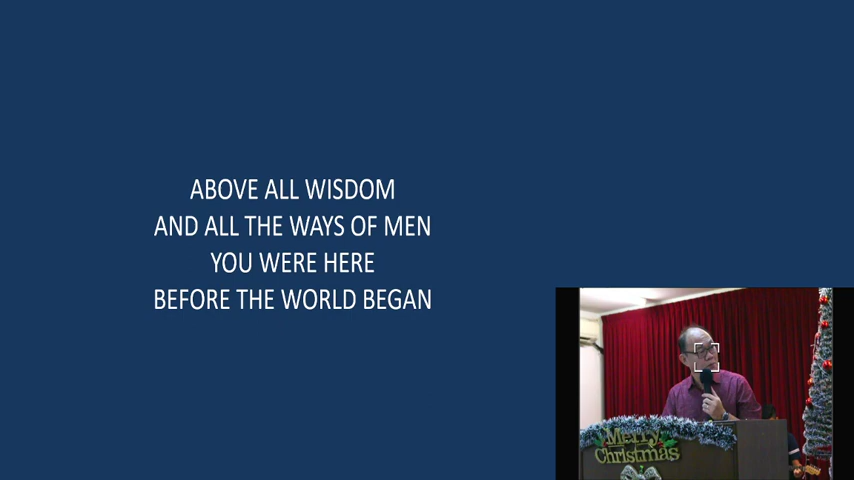 ABOVE ALL WISDOM
AND ALL THE WAYS OF MEN
YOU WERE HERE
BEFORE THE WORLD BEGAN
Merry
Christmas